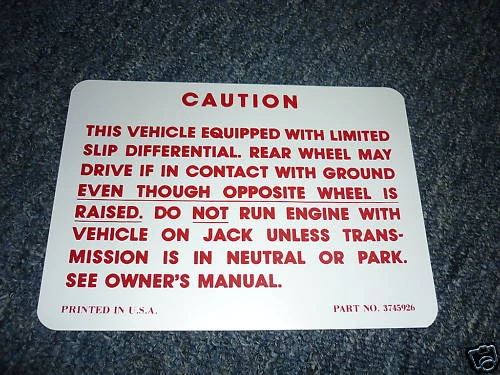 CAUTION
THIS VEHICLE EQUIPPED WITH LIMITED
SLIP DIFFERENTIAL. REAR WHEEL MAY
DRIVE IF IN CONTACT WITH GROUND
EVEN THOUGH OPPOSITE WHEEL IS
RAISED. DO NOT RUN ENGINE WITH
VEHICLE ON JACK UNLESS TRANS-
MISSION IS IN NEUTRAL OR PARK.
SEE OWNER'S MANUAL.
PRINTED IN U.S.A. PART NO. 3745926